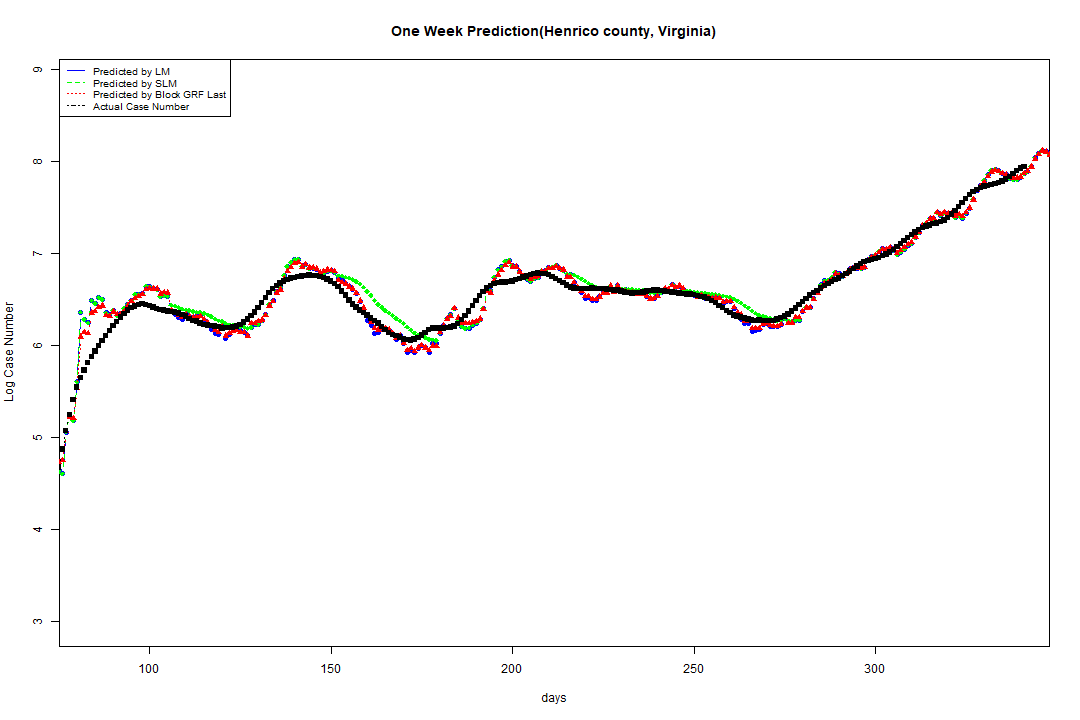 One Week Prediction(Henrico county, Virginia)
Predicted by LM
Predicted by SLM
Predicted by Block GRF Last
Actual Case Number
9
8
7
6
5
4
3
Log Case Number
100 150 200 250 300
days